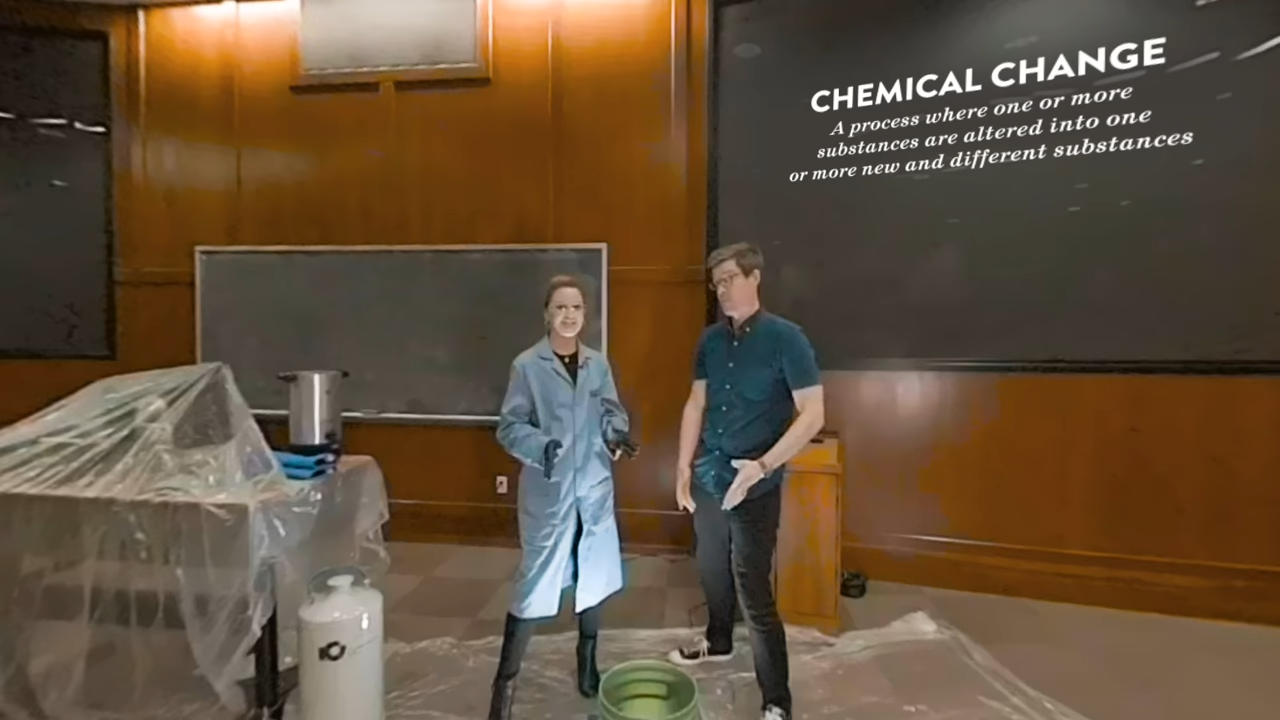 CHEMICAL CHANGE
A process where one or more
substances are altered into one
or more new and different substances